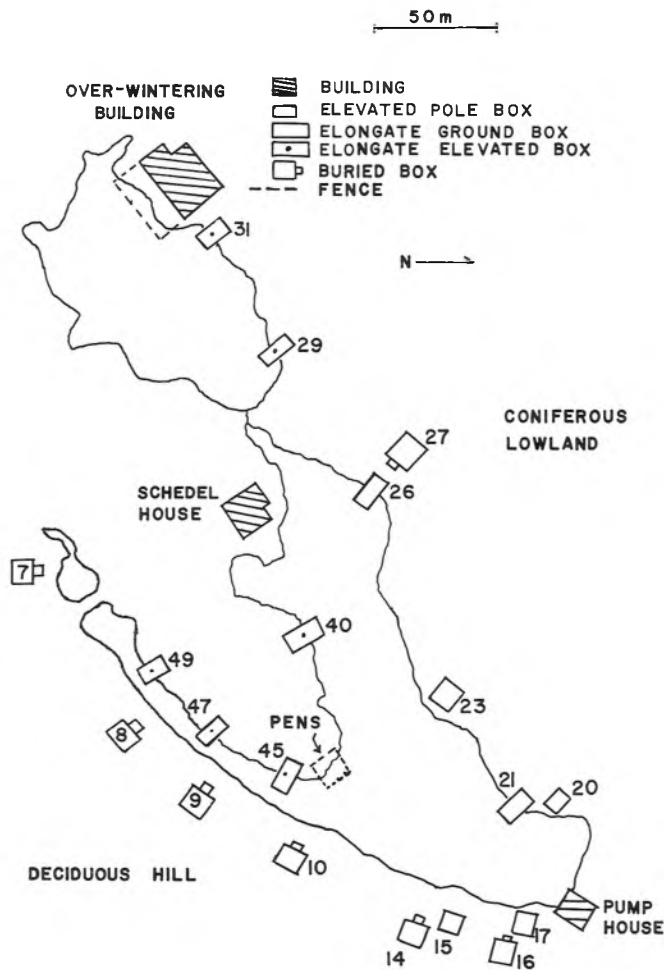 50 m
OVER-WINTERING
BUILDING
BUILDING
ELEVATED POLE BOX
ELONGATE GROUND BOX
ELONGATE ELEVATED BOX
BURIED BOX
FENCE
31
N
29
CONIFEROUS
LOWLAND
27
26
SCHEDEL
HOUSE
7
40
49
23
47
PENS
8
45
21
20
9
10
DECIDUOUS HILL
PUMP
HOUSE
17
15
14
16